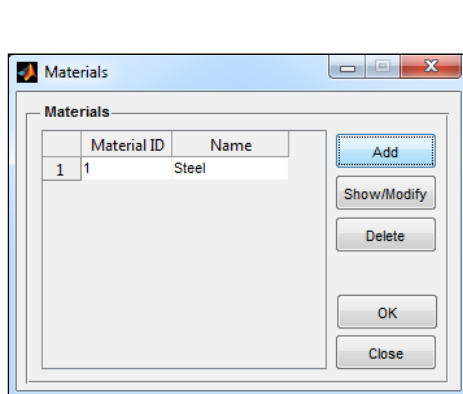 Materials
Materials
Material ID Name
1 1 Steel
Add
Show/Modify
Delete
OK
Close